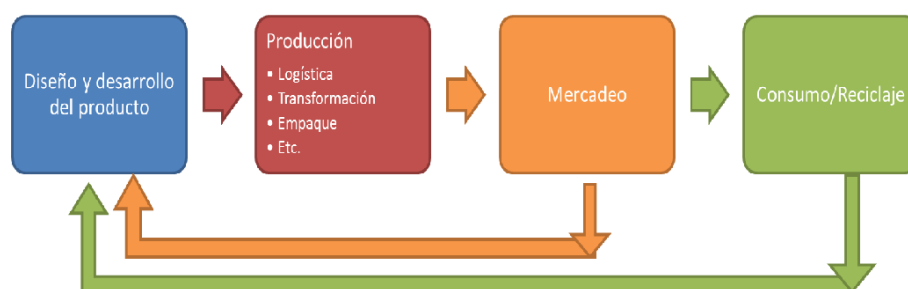 Diseño y desarrollo
del producto
Producción
• Logística
• Transformación
• Empaque
• Etc.
Mercadeo
Consumo/Reciclaje